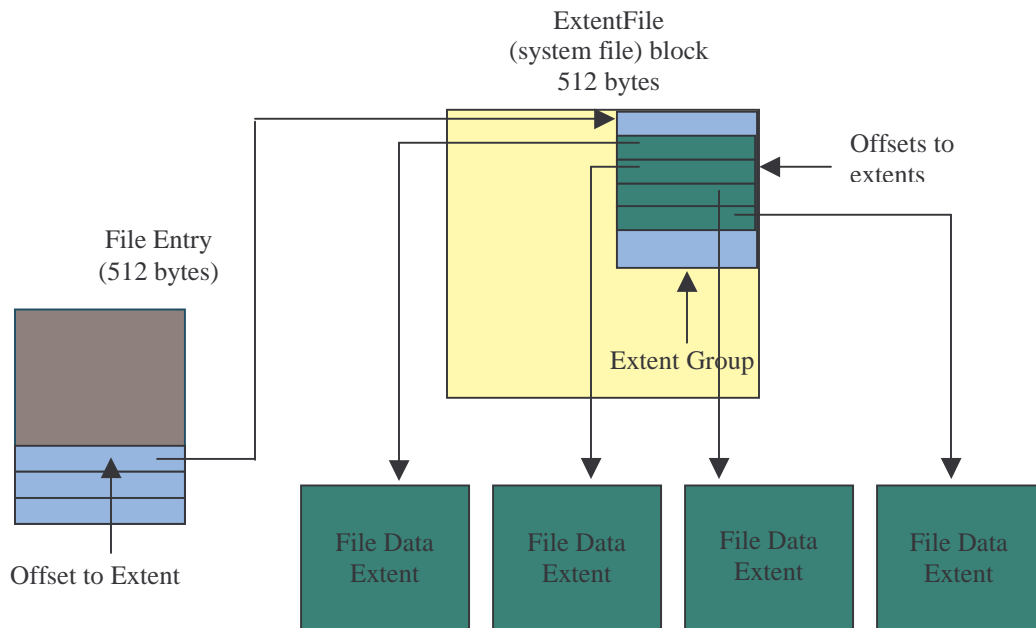 ExtentFile
(system file) block
512 bytes
Offsets to
extents
File Entry
(512 bytes)
Extent Group
Offset to Extent
File Data
Extent
File Data
Extent
File Data
Extent
File Data
Extent